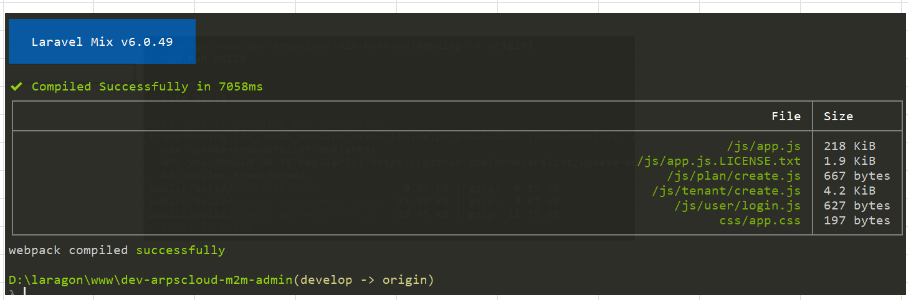 Laravel Mix v6.0.49
✔ Compiled Successfully in 7058ms
File | Size
/js/app.js | 218 KiB
/js/app.js.LICENSE.txt | 1.9 KiB
/js/plan/create.js | 667 bytes
/js/tenant/create.js | 4.2 KiB
/js/user/login.js | 627 bytes
css/app.css | 197 bytes
webpack compiled successfully
D:\laragon\www\dev-arpscloud-m2m-admin(develop -> origin)